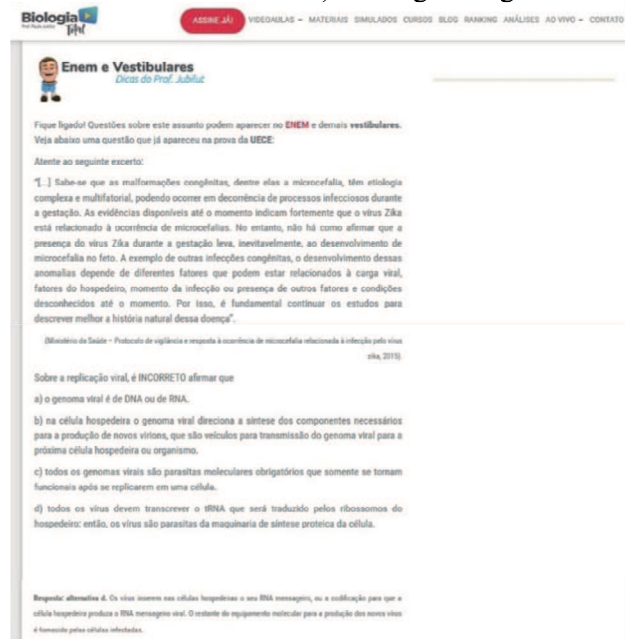 Biologia
Total
ASSINE JÁ!
VIDEOAULAS
MATERIAIS SIMULADOS CURSOS BLOG RANKING ANÁLISES AO VIVO
CONTATO
Enem e Vestibulares
Dicas do Prof. Jubilut
Fique ligado! Questões sobre este assunto podem aparecer no ENEM e demais vestibulares.
Veja abaixo uma questão que já apareceu na prova da UECE:
Atente ao seguinte excerto:
“[...] Sabe-se que as malformações congênitas, dentre elas a microcefalia, têm etiologia
complexa e multifatorial, podendo ocorrer em decorrência de processos infecciosos durante
a gestação. As evidências disponíveis até o momento indicam fortemente que o vírus Zika
está relacionado à ocorrência de microcefalias. No entanto, não há como afirmar que a
presença do vírus Zika durante a gestação leva, inevitavelmente, ao desenvolvimento de
microcefalia no feto. A exemplo de outras infecções congênitas, o desenvolvimento dessas
anomalias depende de diferentes fatores que podem estar relacionados à carga viral,
fatores do hospedeiro, momento da infecção ou presença de outros fatores e condições
desconhecidos até o momento. Por isso, é fundamental continuar os estudos para
descrever melhor a história natural dessa doença”.
(Ministério da Saúde – Protocolo de vigilância e resposta à ocorrência de microcefalia relacionada à infecção pelo vírus
zika, 2015).
Sobre a replicação viral, é INCORRETO afirmar que
a) o genoma viral é de DNA ou de RNA.
b) na célula hospedeira o genoma viral direciona a síntese dos componentes necessários
para a produção de novos vírions, que são veículos para transmissão do genoma viral para a
próxima célula hospedeira ou organismo.
c) todos os genomas virais são parasitas moleculares obrigatórios que somente se tornam
funcionais após se replicarem em uma célula.
d) todos os vírus devem transcrever o tRNA que será traduzido pelos ribossomos do
hospedeiro: então, os vírus são parasitas da maquinaria de síntese proteica da célula.
Resposta: alternativa d. Os vírus inserem nas células hospedeiras o seu RNA mensageiro, ou a codificação para que a
célula hospedeira produza o RNA mensageiro viral. O restante do equipamento molecular para a produção dos novos vírus
é fornecido pelas células infestadas.